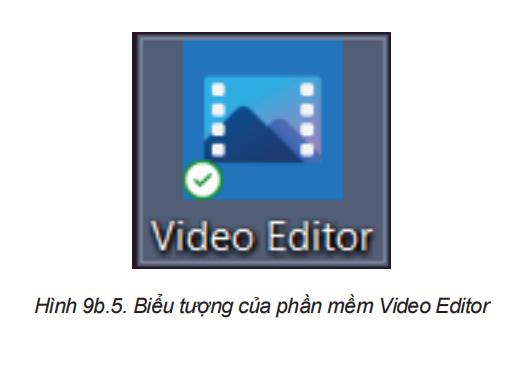 Video Editor
Hình 9b.5. Biểu tượng của phần mềm Video Editor